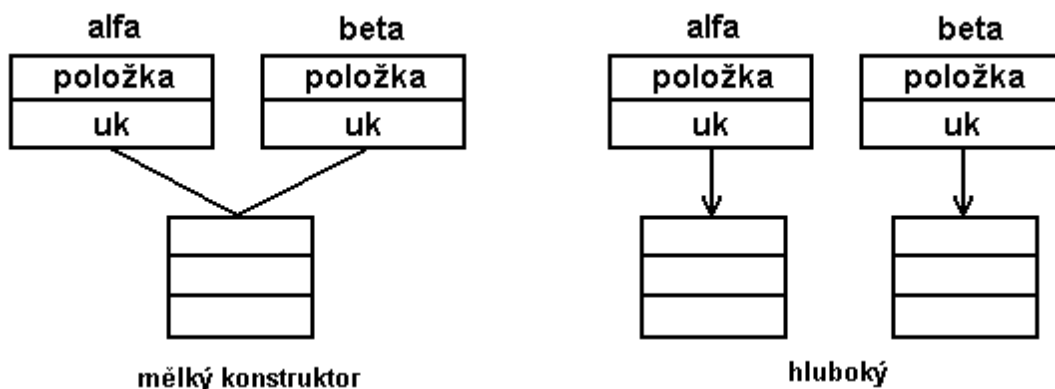 alfa
beta
položka
položka
uk
uk
mělký konstruktor
alfa
beta
položka
položka
uk
uk
hluboký